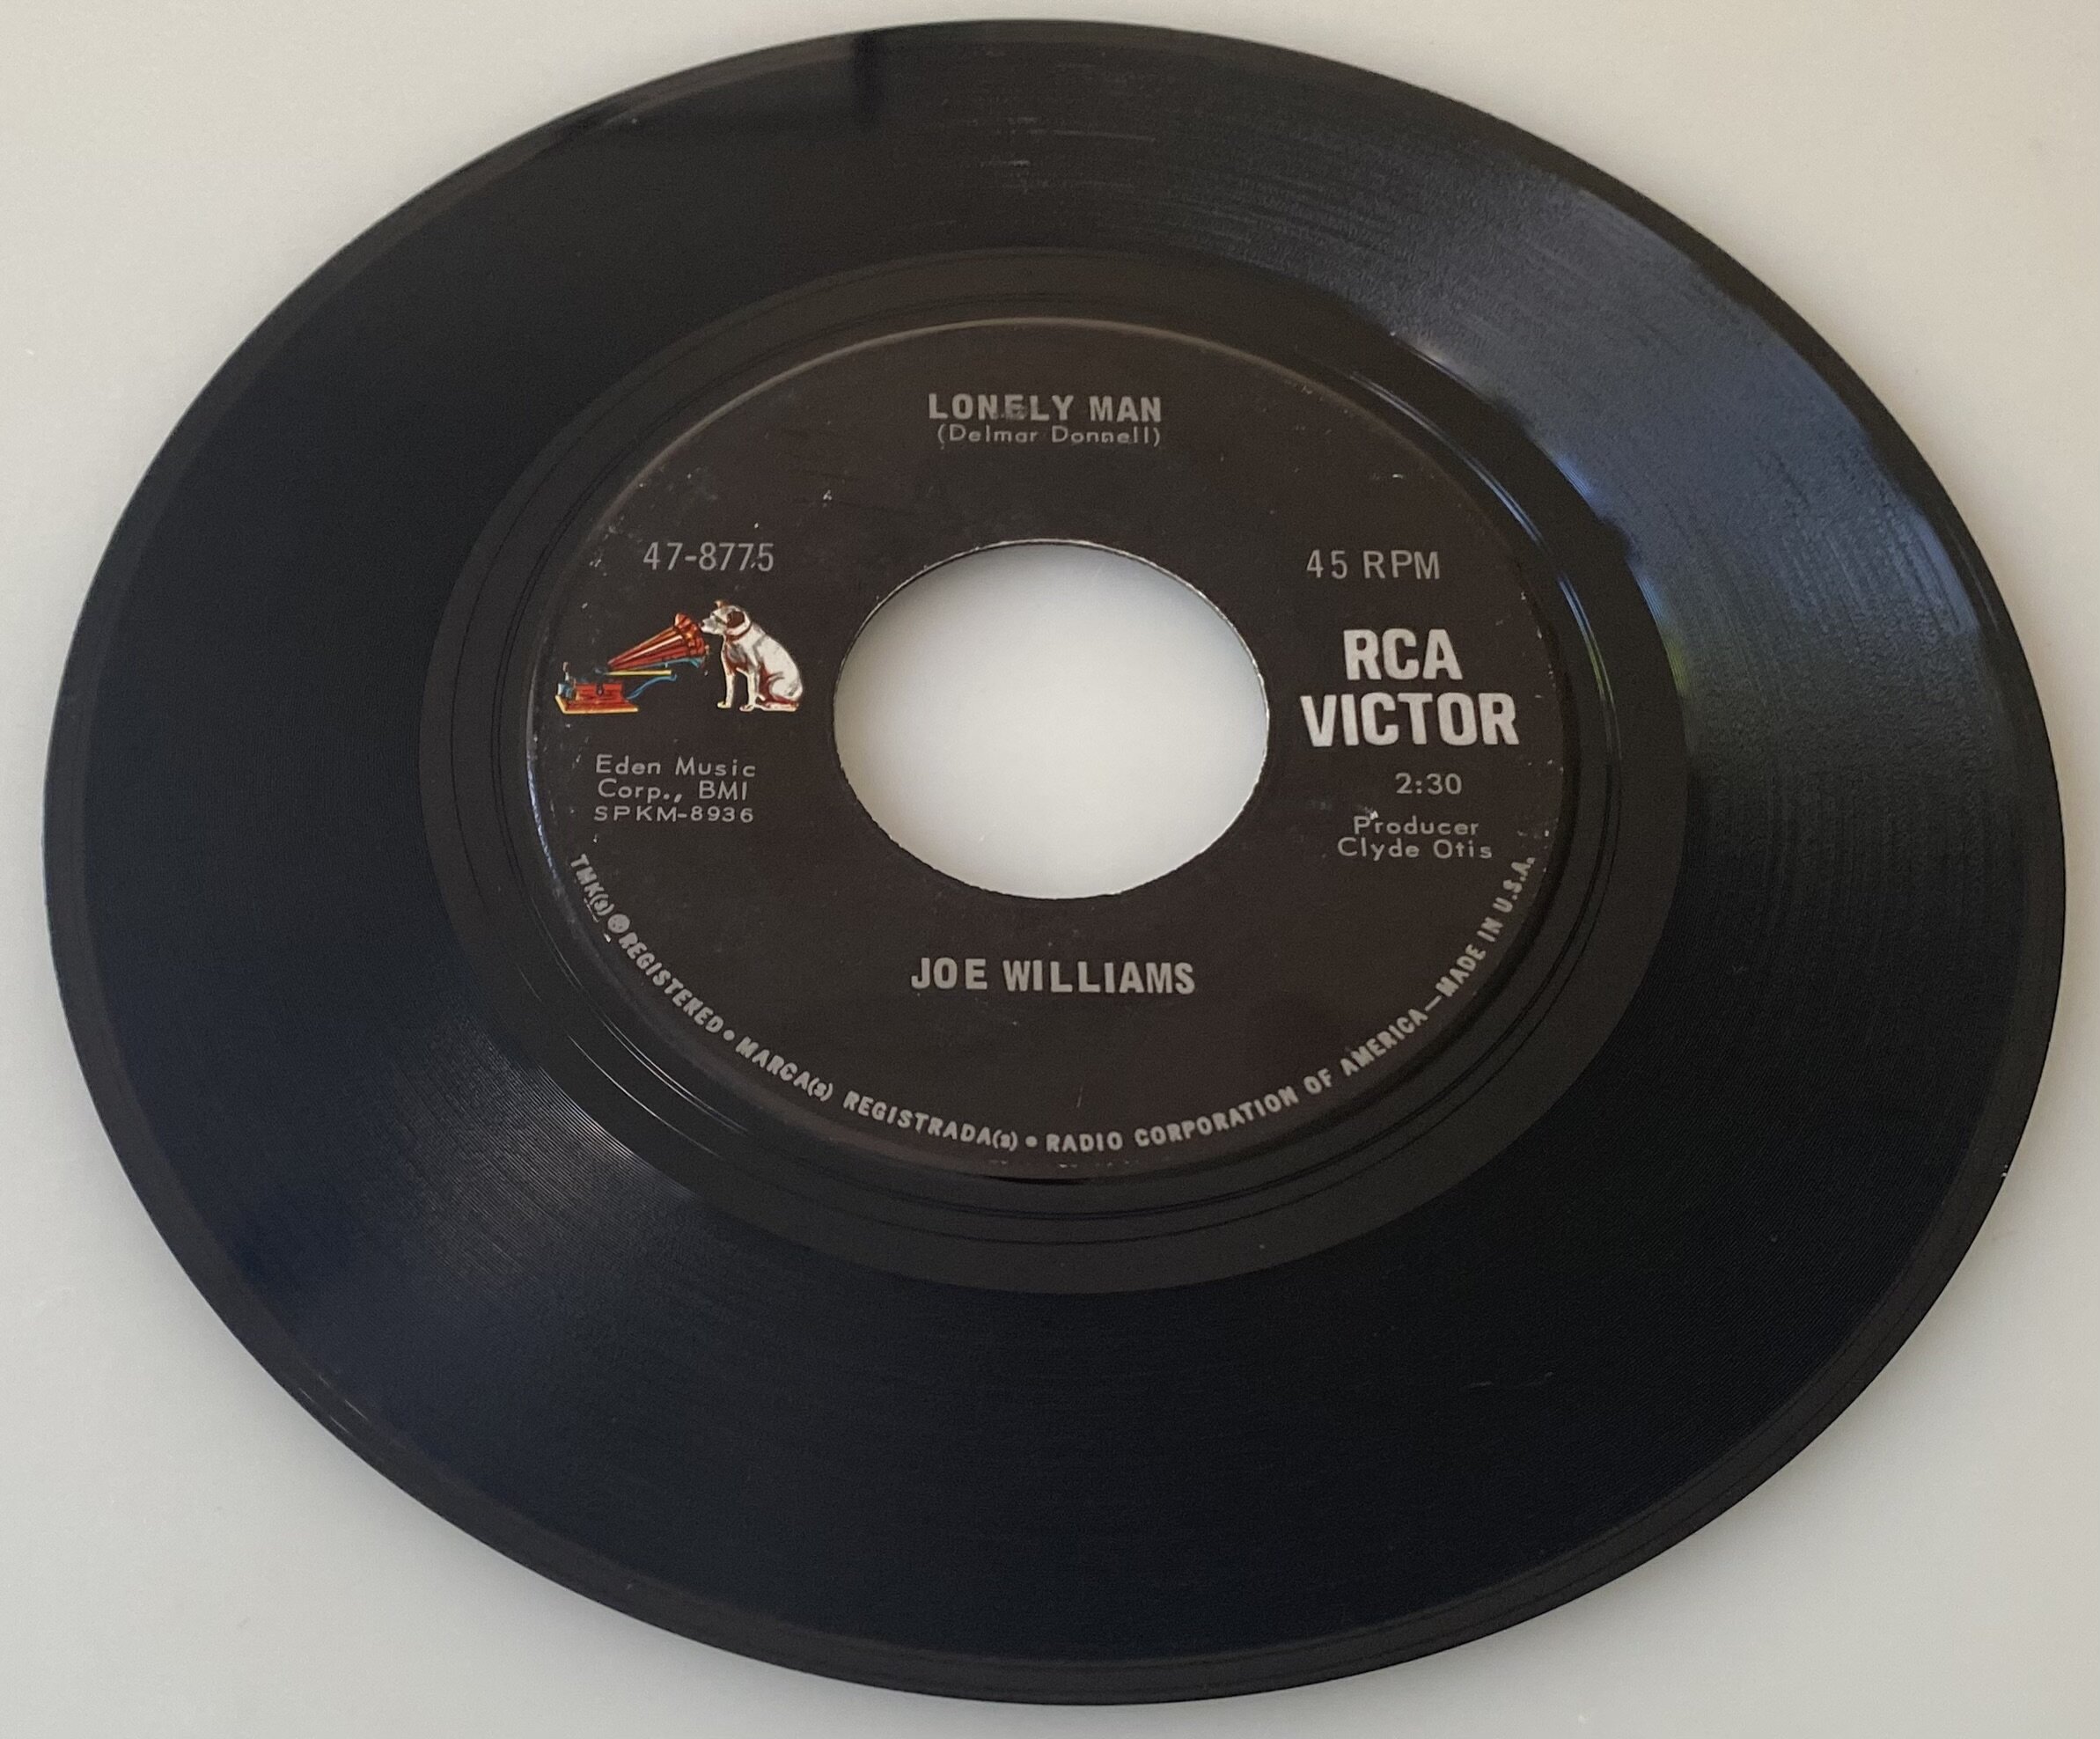 LONELY MAN
(Delmar Donnell)
47-8775
45 RPM
RCA
VICTOR
Eden Music
Corp., BMI
SPKM-8936
2:30
Producer
Clyde Otis
JOE WILLIAMS
TMK(s) ® REGISTERED • MARCA(s) REGISTRADA(s) • RADIO CORPORATION OF AMERICA—MADE IN U.S.A.